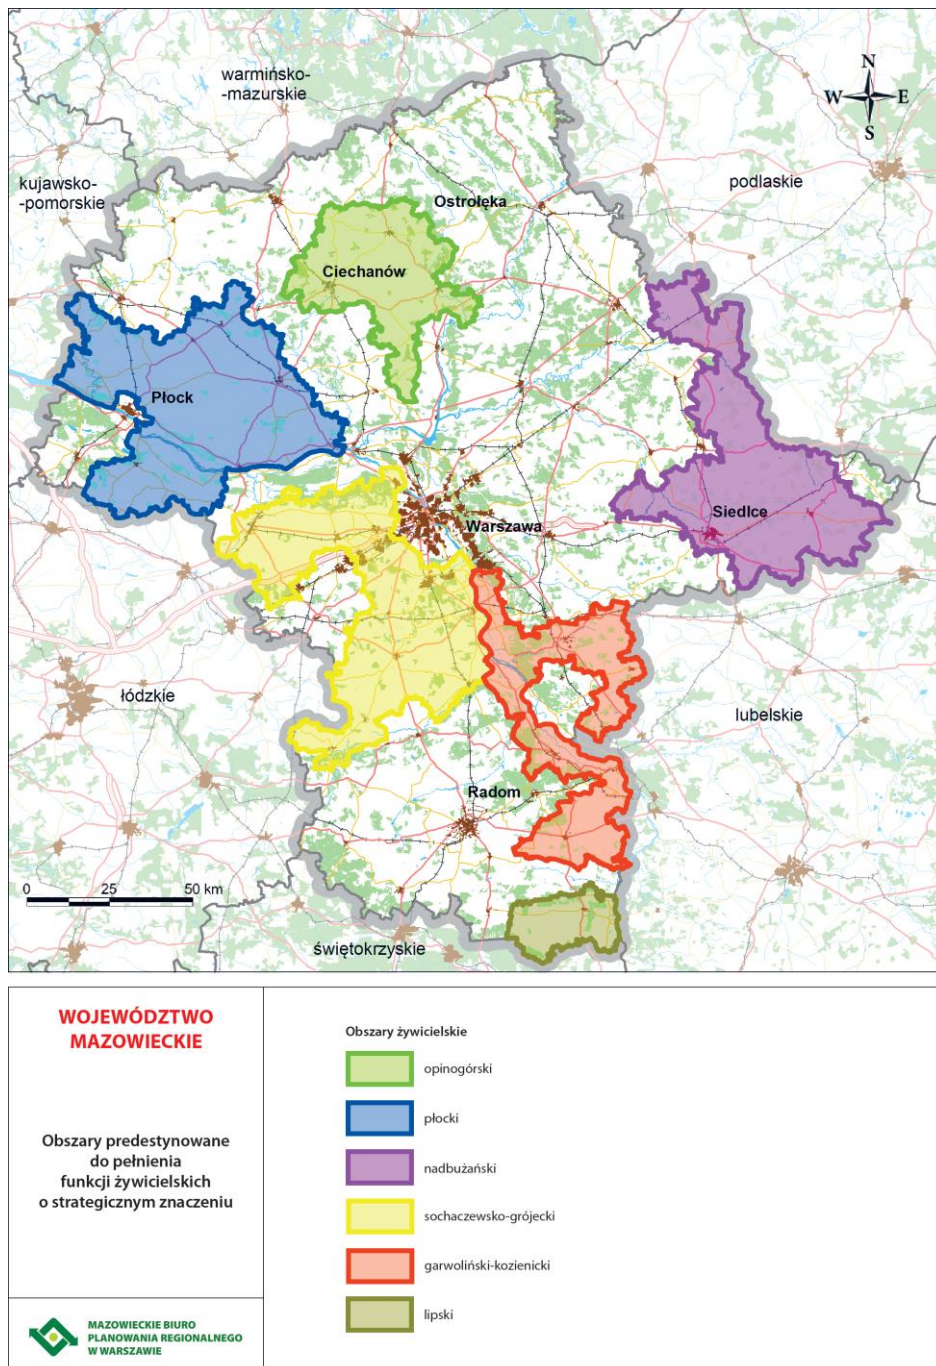 warmińsko-
-mazurskie
N
W
E
S
kujawsko-
-pomorskie
podlaskie
Ostrołęka
Ciechanów
Płock
Siedlce
Warszawa
łódzkie
lubelskie
Radom
0 25 50 km
świętokrzyskie
WOJEWÓDZTWO
MAZOWIECKIE
Obszary predestynowane
do pełnienia
funkcji żywicielskich
o strategicznym znaczeniu
MAZOWIECKIE BIURO
PLANOWANIA REGIONALNEGO
W WARSZAWIE
Obszary żywicielskie
opinogórski
płocki
nadbużański
sochaczewsko-grójecki
garwoliński-kozienicki
lipski